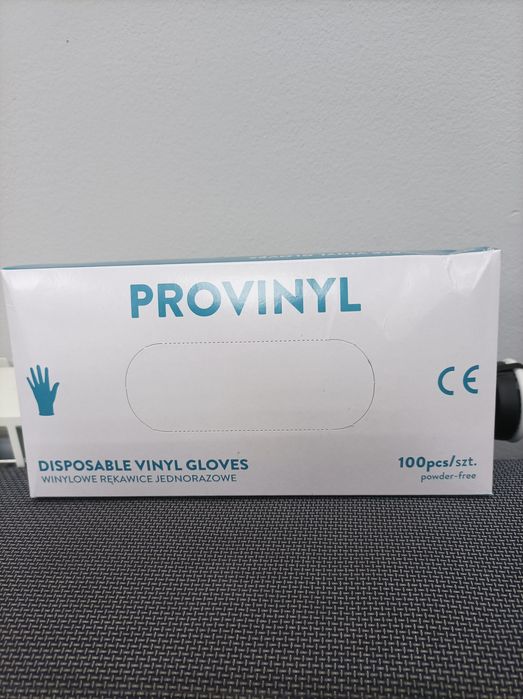 PROVINYL
CE
DISPOSABLE VINYL GLOVES
WINYLOWE RĘKAWICE JEDNORAZOWE
100pcs/szt.
powder-free